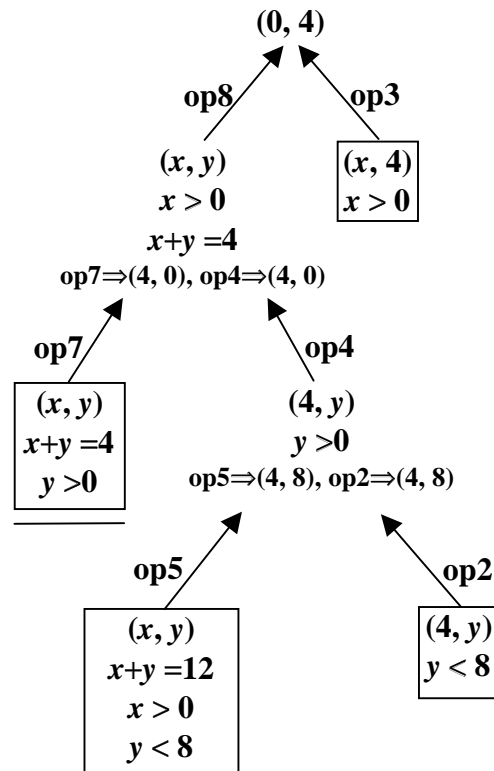 (0, 4)
op8
op3
(x, y)
x > 0
x+y =4
op7⇒(4, 0), op4⇒(4, 0)
(x, 4)
x > 0
op7
op4
(x, y)
x+y =4
y >0
(4, y)
y >0
op5⇒(4, 8), op2⇒(4, 8)
op5
op2
(x, y)
x+y =12
x > 0
y < 8
(4, y)
y < 8